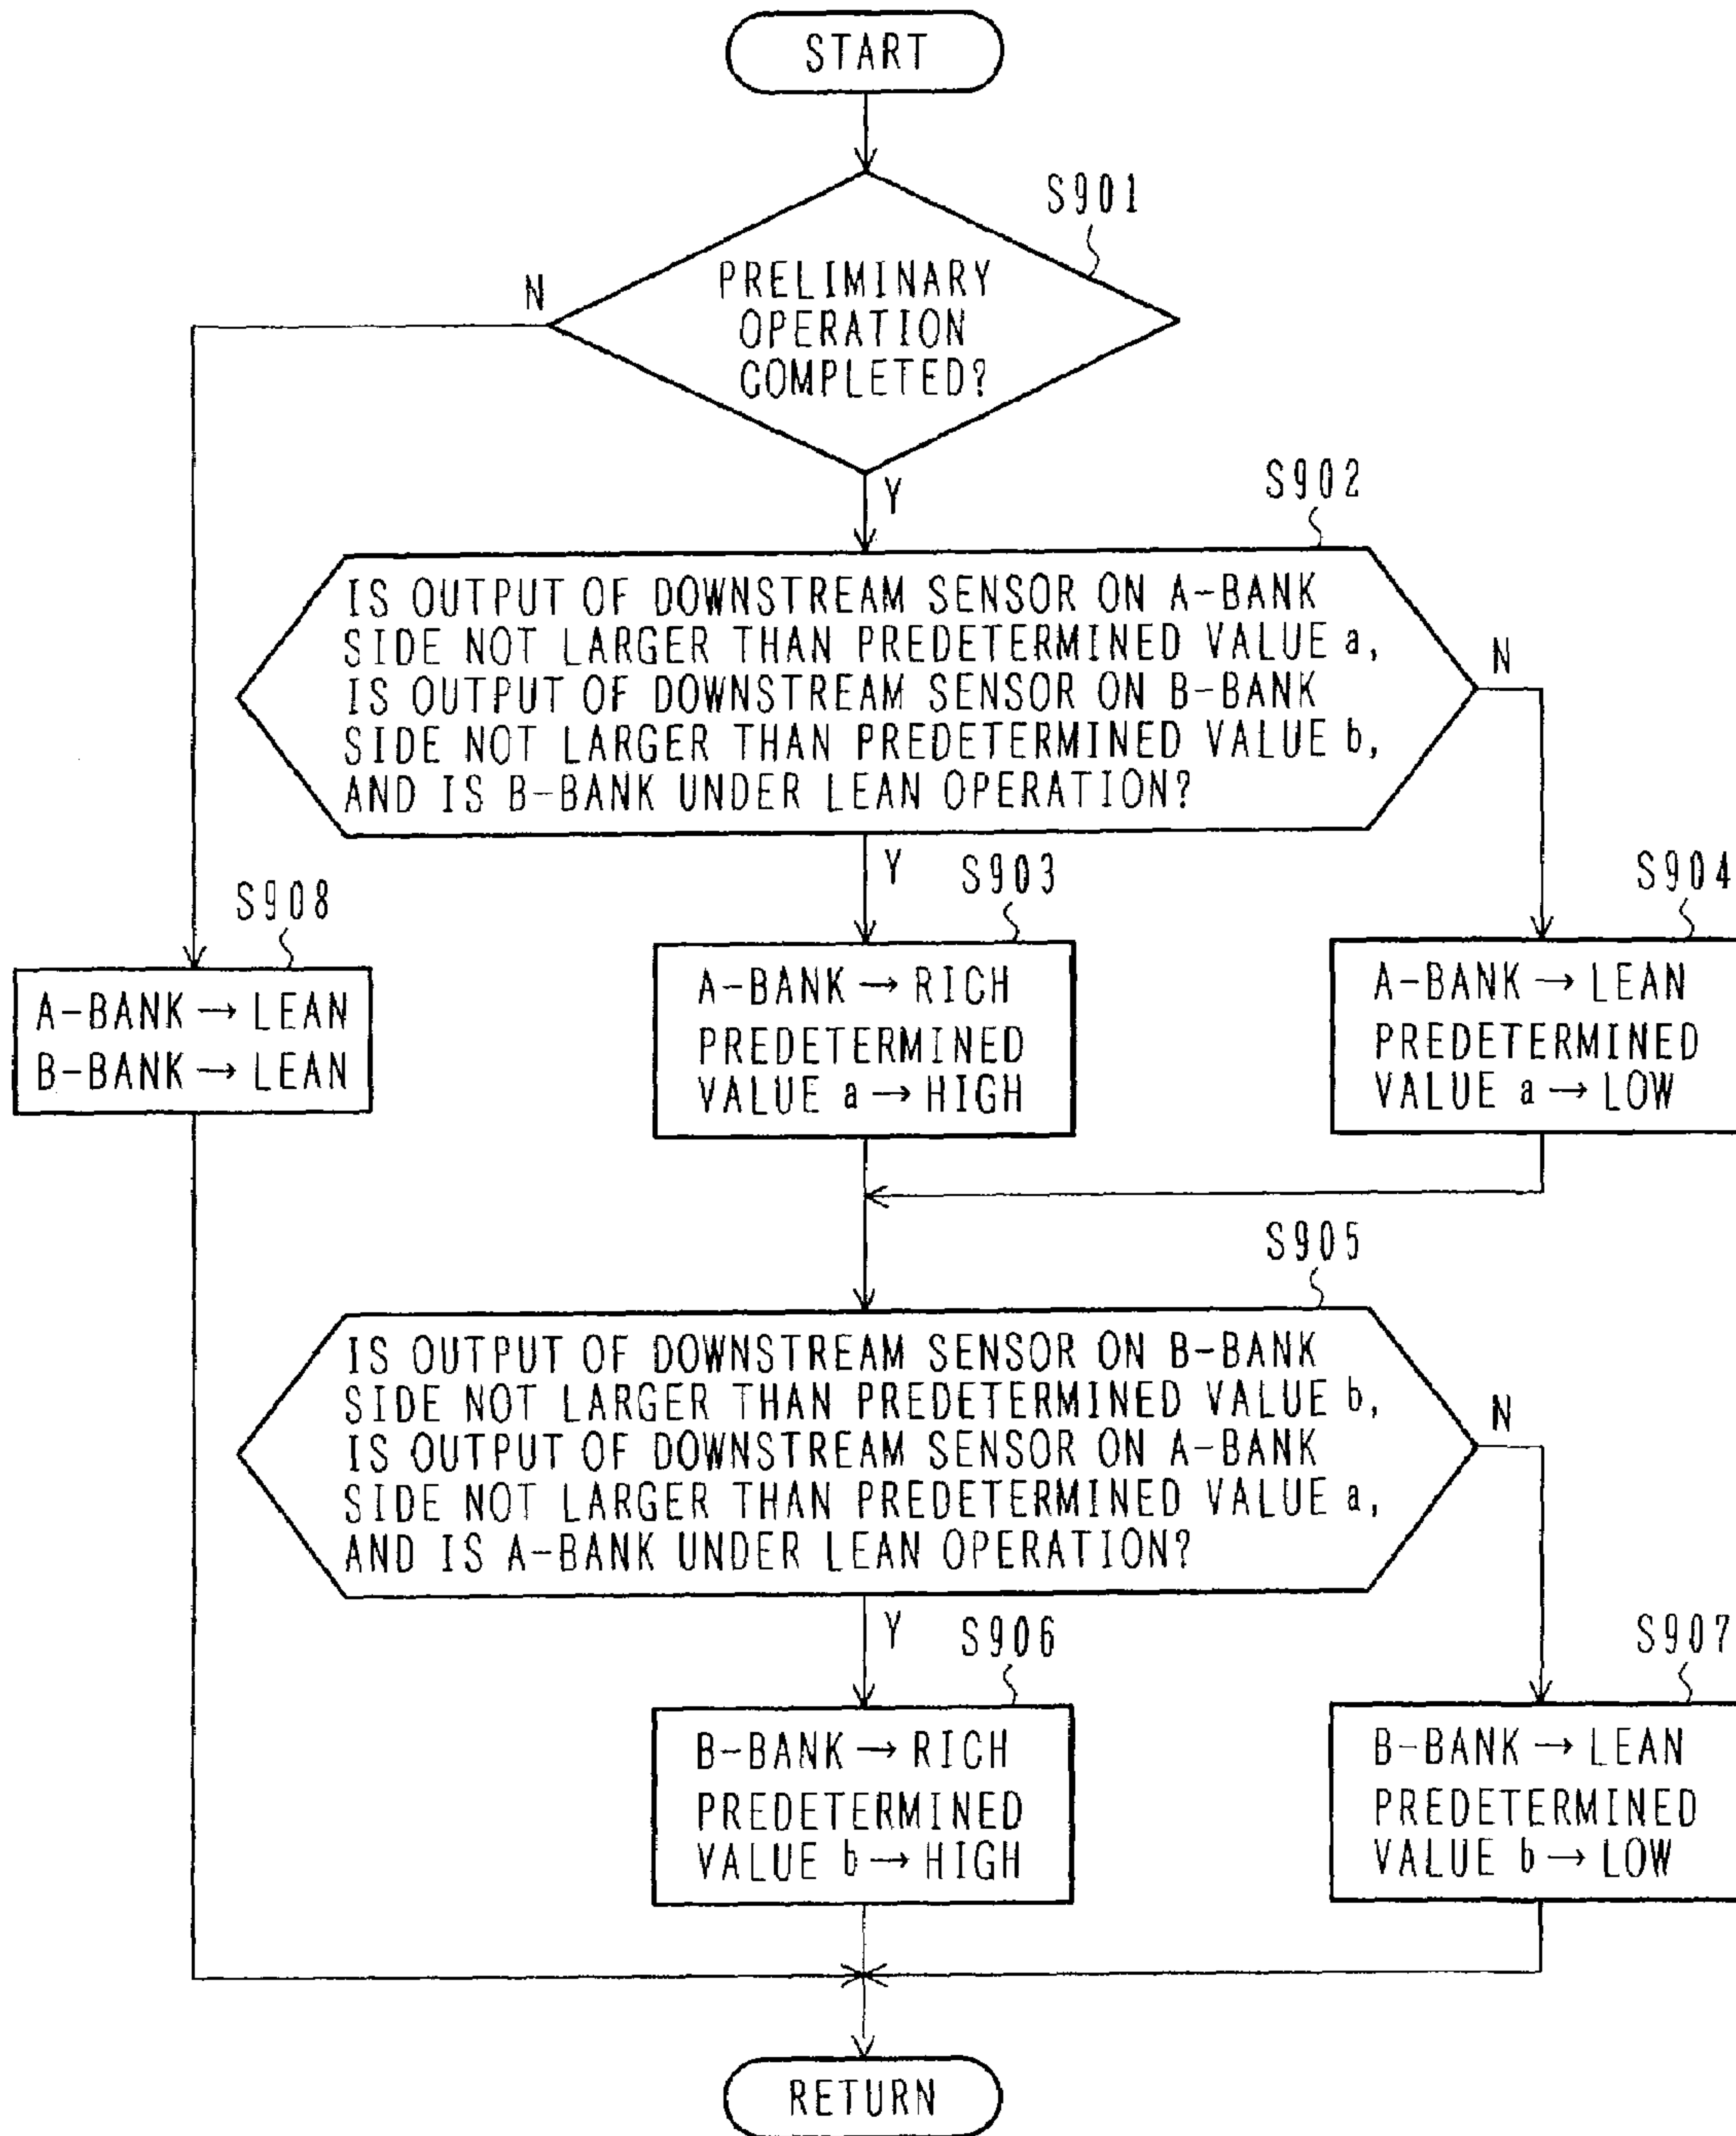 START
S901
N
PRELIMINARY
OPERATION
COMPLETED?
Y
S902
IS OUTPUT OF DOWNSTREAM SENSOR ON A-BANK
SIDE NOT LARGER THAN PREDETERMINED VALUE a,
IS OUTPUT OF DOWNSTREAM SENSOR ON B-BANK
SIDE NOT LARGER THAN PREDETERMINED VALUE b,
AND IS B-BANK UNDER LEAN OPERATION?
N
Y
S903
S904
S908
A-BANK → LEAN
B-BANK → LEAN
A-BANK → RICH
PREDETERMINED
VALUE a → HIGH
A-BANK → LEAN
PREDETERMINED
VALUE a → LOW
S905
IS OUTPUT OF DOWNSTREAM SENSOR ON B-BANK
SIDE NOT LARGER THAN PREDETERMINED VALUE b,
IS OUTPUT OF DOWNSTREAM SENSOR ON A-BANK
SIDE NOT LARGER THAN PREDETERMINED VALUE a,
AND IS A-BANK UNDER LEAN OPERATION?
N
Y
S906
S907
B-BANK → RICH
PREDETERMINED
VALUE b → HIGH
B-BANK → LEAN
PREDETERMINED
VALUE b → LOW
RETURN